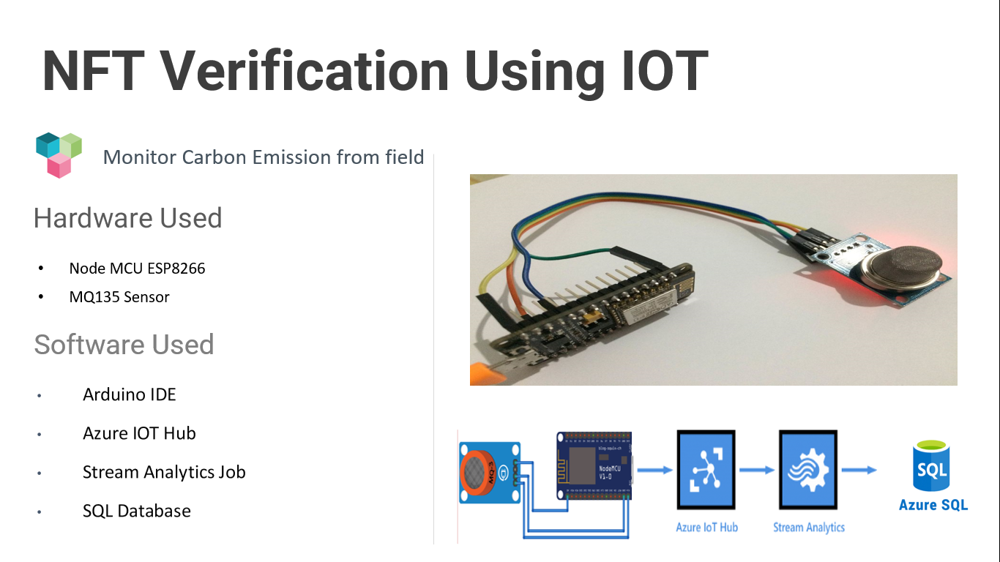 NFT Verification Using IOT
Monitor Carbon Emission from field
Hardware Used
• Node MCU ESP8266
• MQ135 Sensor
Software Used
• Arduino IDE
• Azure IOT Hub
• Stream Analytics Job
• SQL Database
MQ-3
NodeMCU
V1.0
Azure IoT Hub
Stream Analytics
SQL
Azure SQL